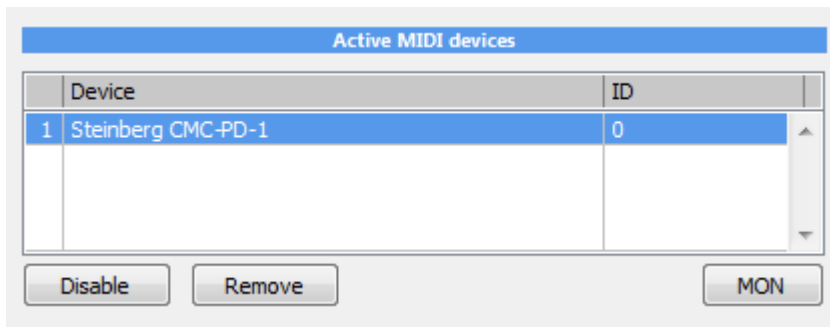 Active MIDI devices
Device ID
1 Steinberg CMC-PD-1 0
Disable Remove MON